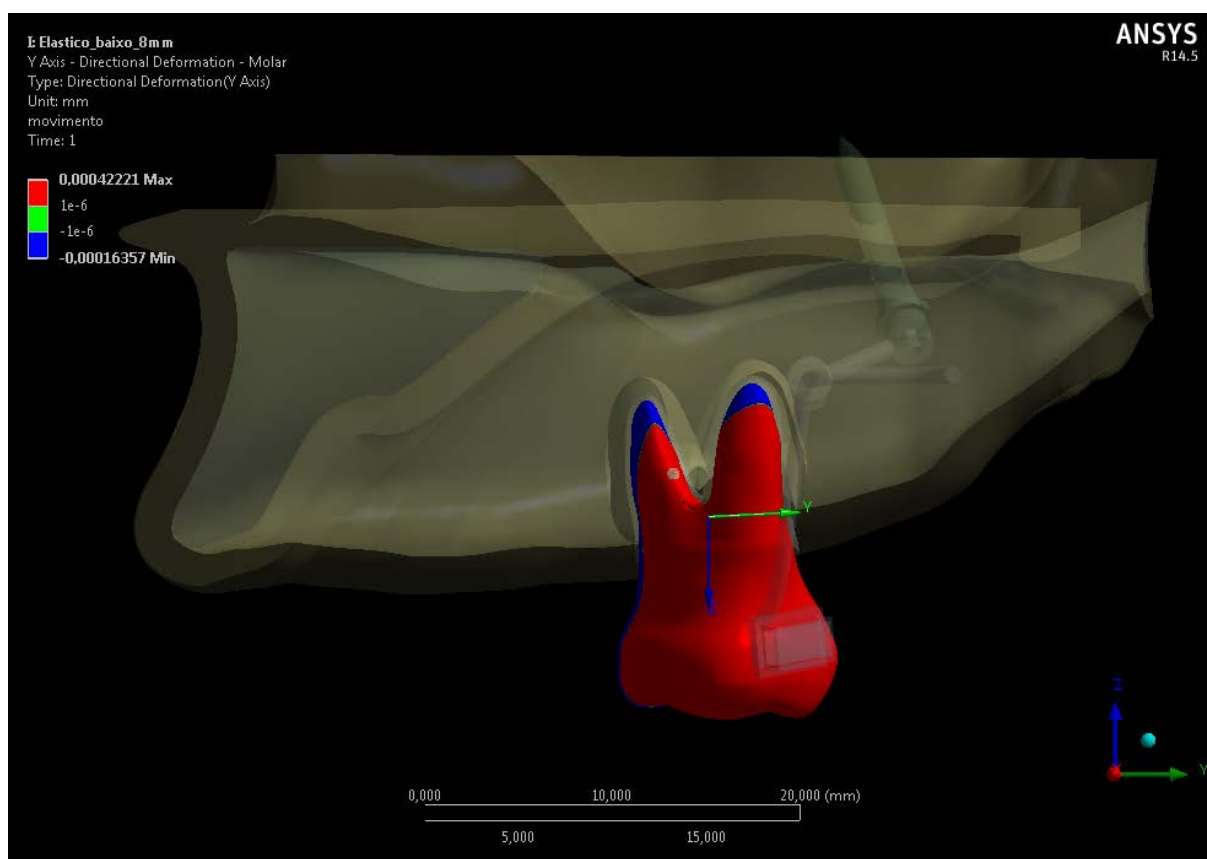 I: Elastico_baixo_8mm
Y Axis - Directional Deformation - Molar
Type: Directional Deformation(Y Axis)
Unit: mm
movimento
Time: 1
0,00042221 Max
1e-6
-1e-6
-0,00016357 Min
ANSYS
R14.5
Y
Z
X
Y
0,000 10,000 20,000 (mm)
5,000 15,000